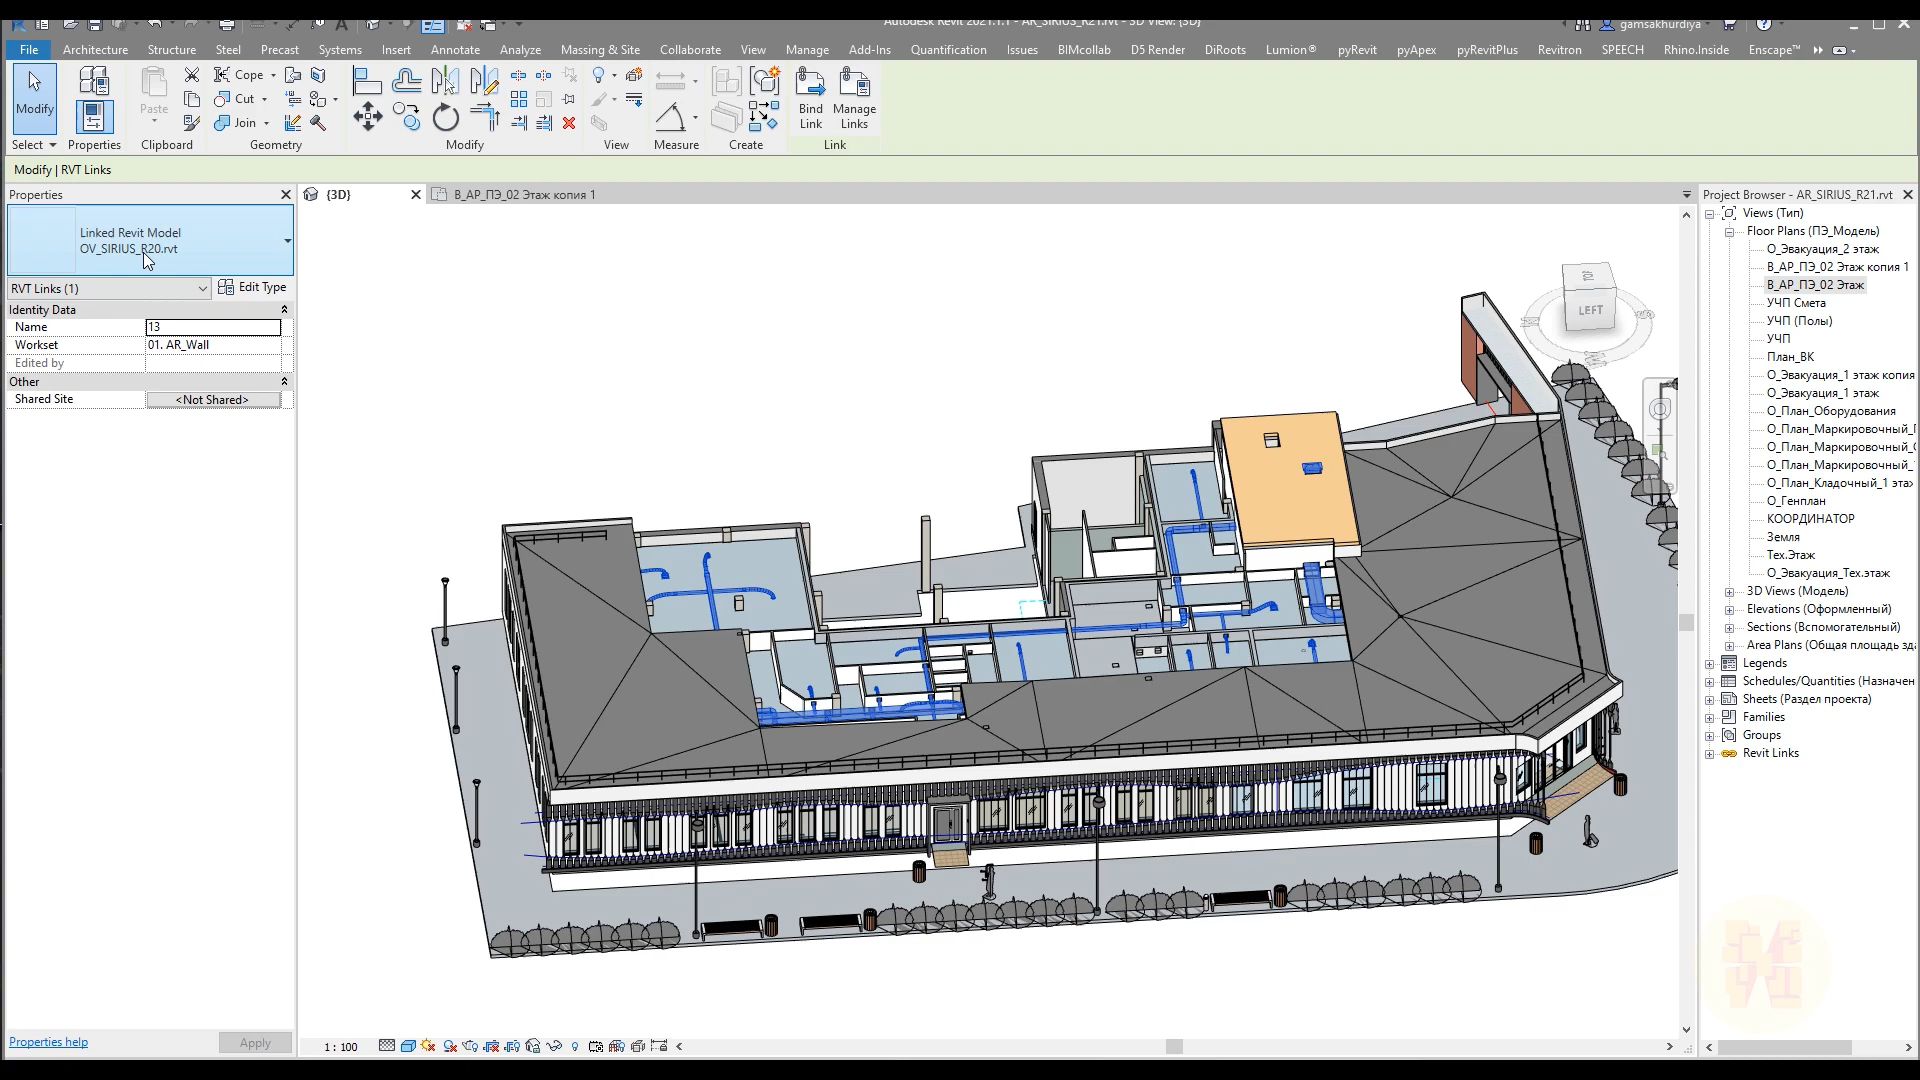 Autodesk Revit 2021.1.1 - AR_SIRIUS_R21.rvt - 3D View: {3D}
gamsakhurdiya
File Architecture Structure Steel Precast Systems Insert Annotate Analyze Massing & Site Collaborate View Manage Add-Ins Quantification Issues BIMcollab D5 Render DiRoots Lumion® pyRevit pyApex pyRevitPlus Revitron SPEECH Rhino.Inside Enscape™
Modify
Paste
Cope
Cut
Join
Bind Link
Manage Links
Select Properties Clipboard Geometry Modify View Measure Create Link
Modify | RVT Links
Properties
{3D}
В_АР_ПЭ_02 Этаж копия 1
Project Browser - AR_SIRIUS_R21.rvt
Linked Revit Model
OV_SIRIUS_R20.rvt
RVT Links (1)
Edit Type
Identity Data
Name 13
Workset 01. AR_Wall
Edited by
Other
Shared Site <Not Shared>
LEFT
Views (Тип)
Floor Plans (ПЭ_Модель)
О_Эвакуация_2 этаж
В_АР_ПЭ_02 Этаж копия 1
В_АР_ПЭ_02 Этаж
УЧП Смета
УЧП (Полы)
УЧП
План_ВК
О_Эвакуация_1 этаж копия
О_Эвакуация_1 этаж
О_План_Оборудования
О_План_Маркировочный_
О_План_Маркировочный_
О_План_Маркировочный_
О_План_Кладочный_1 эта
О_Генплан
КООРДИНАТОР
Земля
Тех.Этаж
О_Эвакуация_Тех.этаж
3D Views (Модель)
Elevations (Оформленный)
Sections (Вспомогательный)
Area Plans (Общая площадь зда
Legends
Schedules/Quantities (Назначен
Sheets (Раздел проекта)
Families
Groups
Revit Links
Properties help
Apply
1 : 100